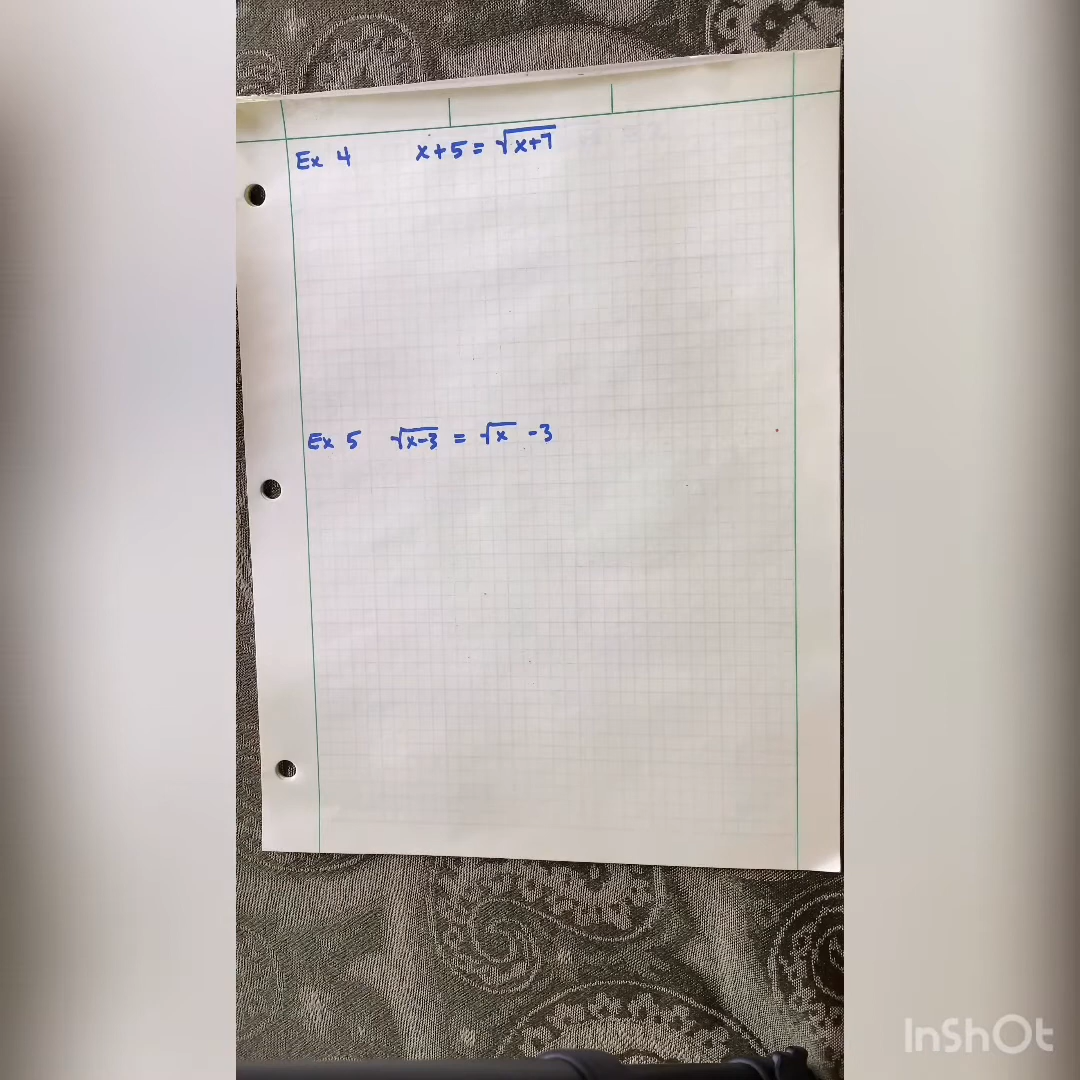 Ex 4 x+5 = √x+7
Ex 5 √x-3 = √x -3
InShOt